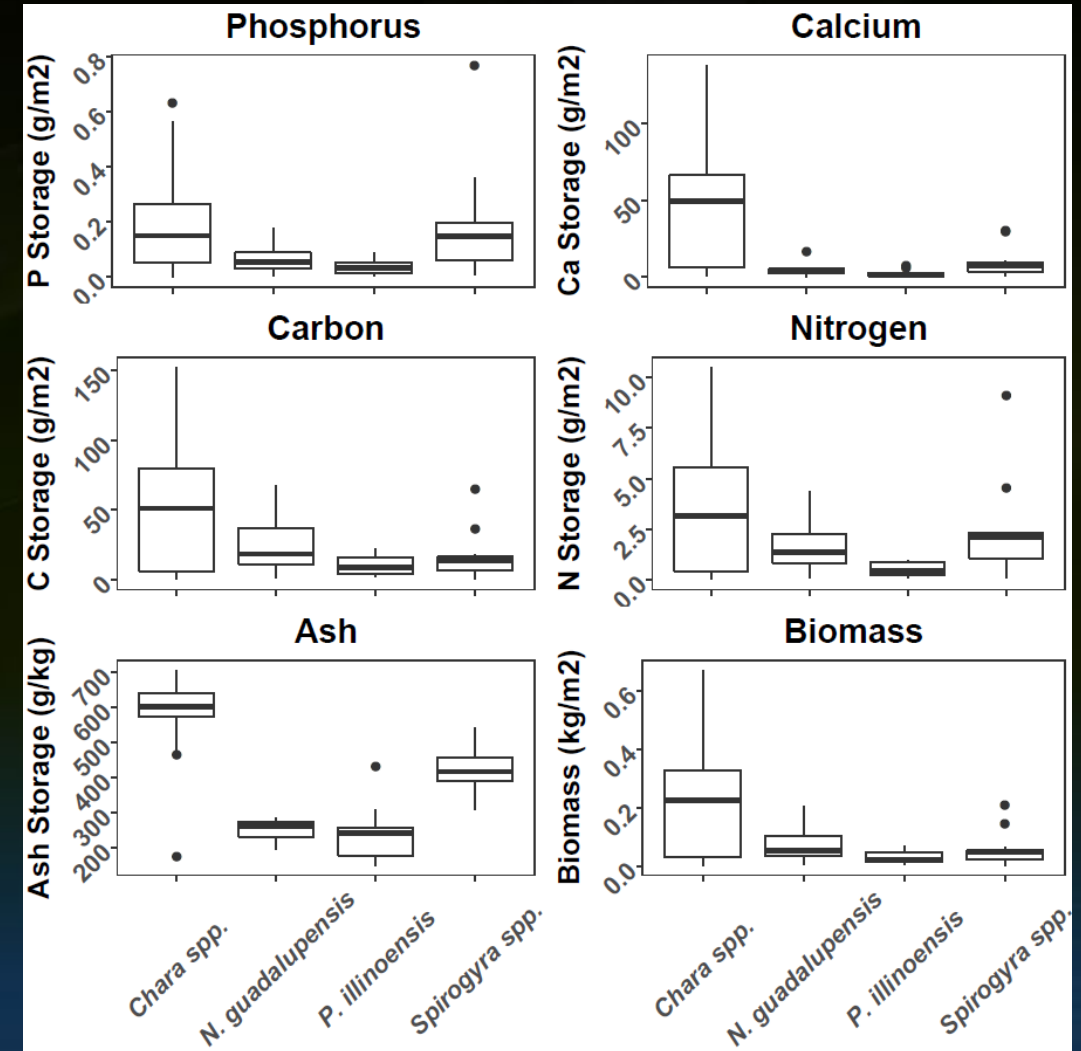 Phosphorus
P Storage (g/m2)
0.8
0.6
0.4
0.2
0.0
Calcium
Ca Storage (g/m2)
100
50
0
Carbon
C Storage (g/m2)
150
100
50
0
Nitrogen
N Storage (g/m2)
10.0
7.5
5.0
2.5
0.0
Ash
Ash Storage (g/kg)
700
600
500
400
300
200
Biomass
Biomass (kg/m2)
0.6
0.4
0.2
0.0
Chara spp.
N. guadalupensis
P. illinoensis
Spirogyra spp.
Chara spp.
N. guadalupensis
P. illinoensis
Spirogyra spp.